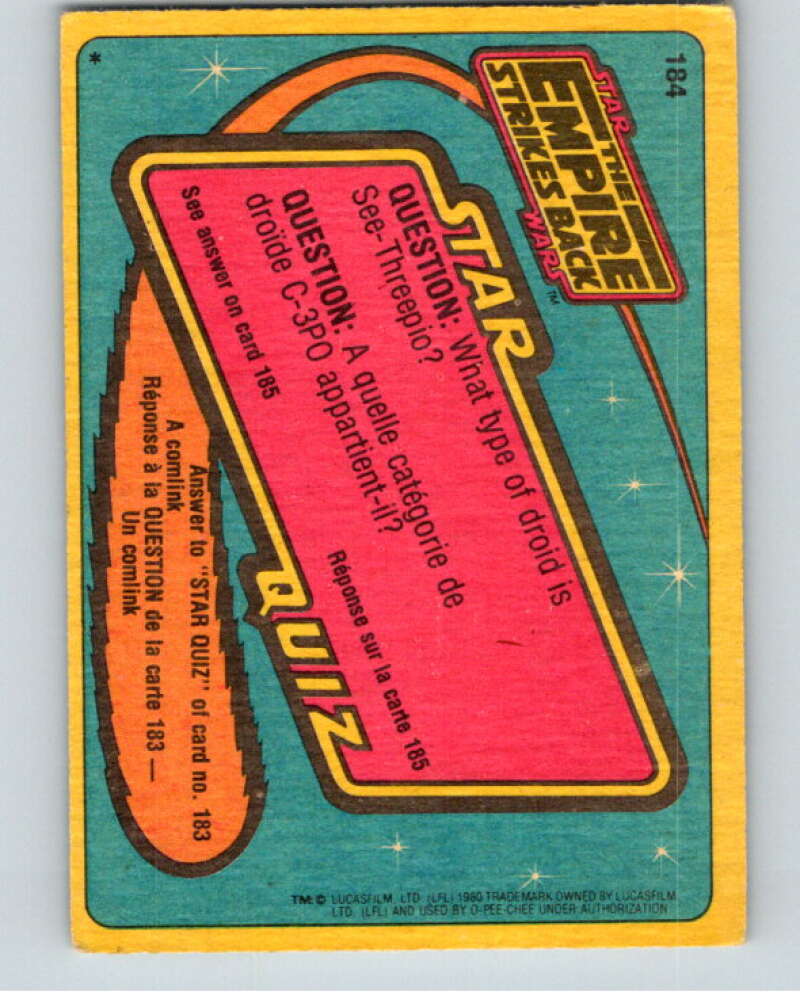 184
STAR
THE
EMPIRE
STRIKES BACK
WARS™
STAR
QUESTION: What type of droid is
See-Threepio?
QUESTION: A quelle catégorie de
droïde C-3PO appartient-il?
See answer on card 185
Réponse sur la carte 185
QUIZ
Answer to "STAR QUIZ" of card no. 183
A comlink
Réponse à la QUESTION de la carte 183 —
Un comlink
TM: © LUCASFILM, LTD. (LFL) 1980 TRADEMARK OWNED BY LUCASFILM
LTD. (LFL) AND USED BY O-PEE-CHEE UNDER AUTHORIZATION
*